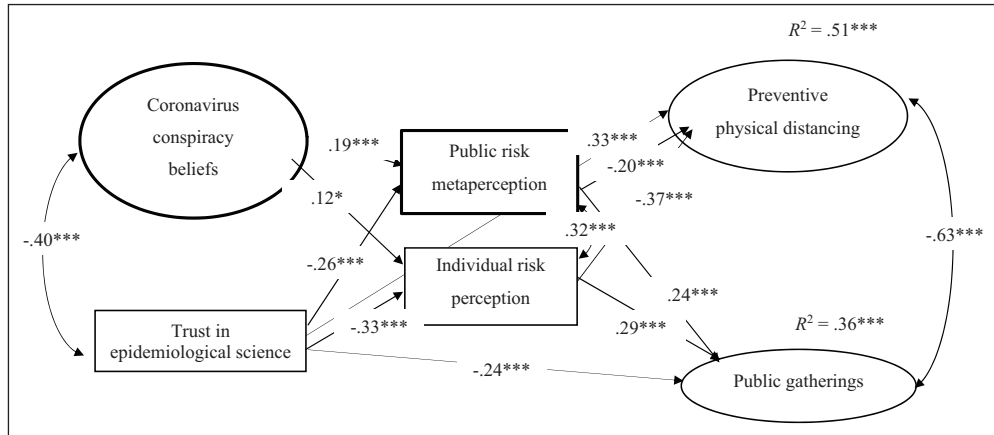 R² = .51***
Coronavirus
conspiracy
beliefs
Preventive
physical distancing
.19***
Public risk
metaperception
.33***
-.20***
-.37***
.12*
.32***
-.40***
-.63***
-.26***
Individual risk
perception
.24***
-.33***
.29***
R² = .36***
Trust in
epidemiological science
-.24***
Public gatherings